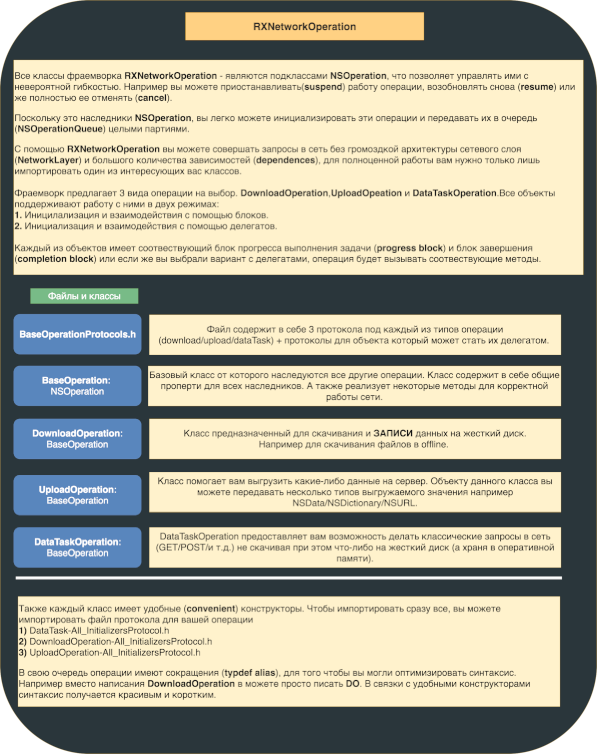 RXNetworkOperation
Все классы фраемворка RXNetworkOperation - являются подклассами NSOperation, что позволяет управлять ими с
невероятной гибкостью. Например вы можете приостанавливать(suspend) работу операции, возобновлять снова (resume) или
же полностью ее отменять (cancel).
Поскольку это наследники NSOperation, вы легко можете инициализировать эти операции и передавать их в очередь
(NSOperationQueue) целыми партиями.
С помощью RXNetworkOperation вы можете совершать запросы в сеть без громоздкой архитектуры сетевого слоя
(NetworkLayer) и большого количества зависимостей (dependences), для полноценной работы вам нужно только лишь
импортировать один из интересующих вас классов.
Фраемворк предлагает 3 вида операции на выбор. DownloadOperation,UploadOpeation и DataTaskOperation.Все объекты
поддерживают работу с ними в двух режимах:
1. Иницилализация и взаимодействия с помощью блоков.
2. Инициализация и взаимодействия с помощью делегатов.
Каждый из объектов имеет соотвествующий блок прогресса выполнения задачи (progress block) и блок завершения
(completion block) или если же вы выбрали вариант с делегатами, операция будет вызывать соотвествующие методы.
Файлы и классы
BaseOperationProtocols.h
Файл содержит в себе 3 протокола под каждый из типов операции
(download/upload/dataTask) + протоколы для объекта который может стать их делегатом.
BaseOperation:
NSOperation
Базовый класс от которого наследуются все другие операции. Класс содержит в себе общие
проперти для всех наследников. А также реализует некоторые методы для корректной
работы сети.
DownloadOperation:
BaseOperation
Класс предназначенный для скачивания и ЗАПИСИ данных на жесткий диск.
Например для скачивания файлов в offline.
UploadOperation:
BaseOperation
Класс помогает вам выгрузить какие-либо данные на сервер. Объекту данного класса вы
можете передавать несколько типов выгружаемого значения например
NSData/NSDictionary/NSURL.
DataTaskOperation:
BaseOperation
DataTaskOperation предоставляет вам возможность делать классические запросы в сеть
(GET/POST/и т.д.) не скачивая при этом что-либо на жесткий диск (а храня в оперативной
памяти).
Также каждый класс имеет удобные (convenient) конструкторы. Чтобы импортировать сразу все, вы можете
импортировать файл протокола для вашей операции
1) DataTask-All_InitializersProtocol.h
2) DownloadOperation-All_InitializersProtocol.h
3) UploadOperation-All_InitializersProtocol.h
В свою очередь операции имеют сокращения (typdef alias), для того чтобы вы могли оптимизировать синтаксис.
Например вместо написания DownloadOperation в можете просто писать DO. В связки с удобными конструкторами
синтаксис получается красивым и коротким.